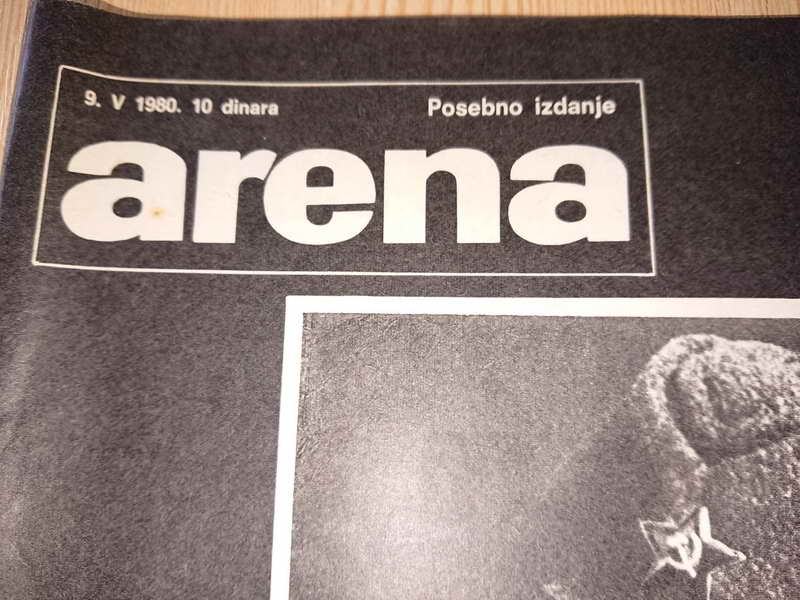 9. V 1980. 10 dinara Posebno izdanje
arena